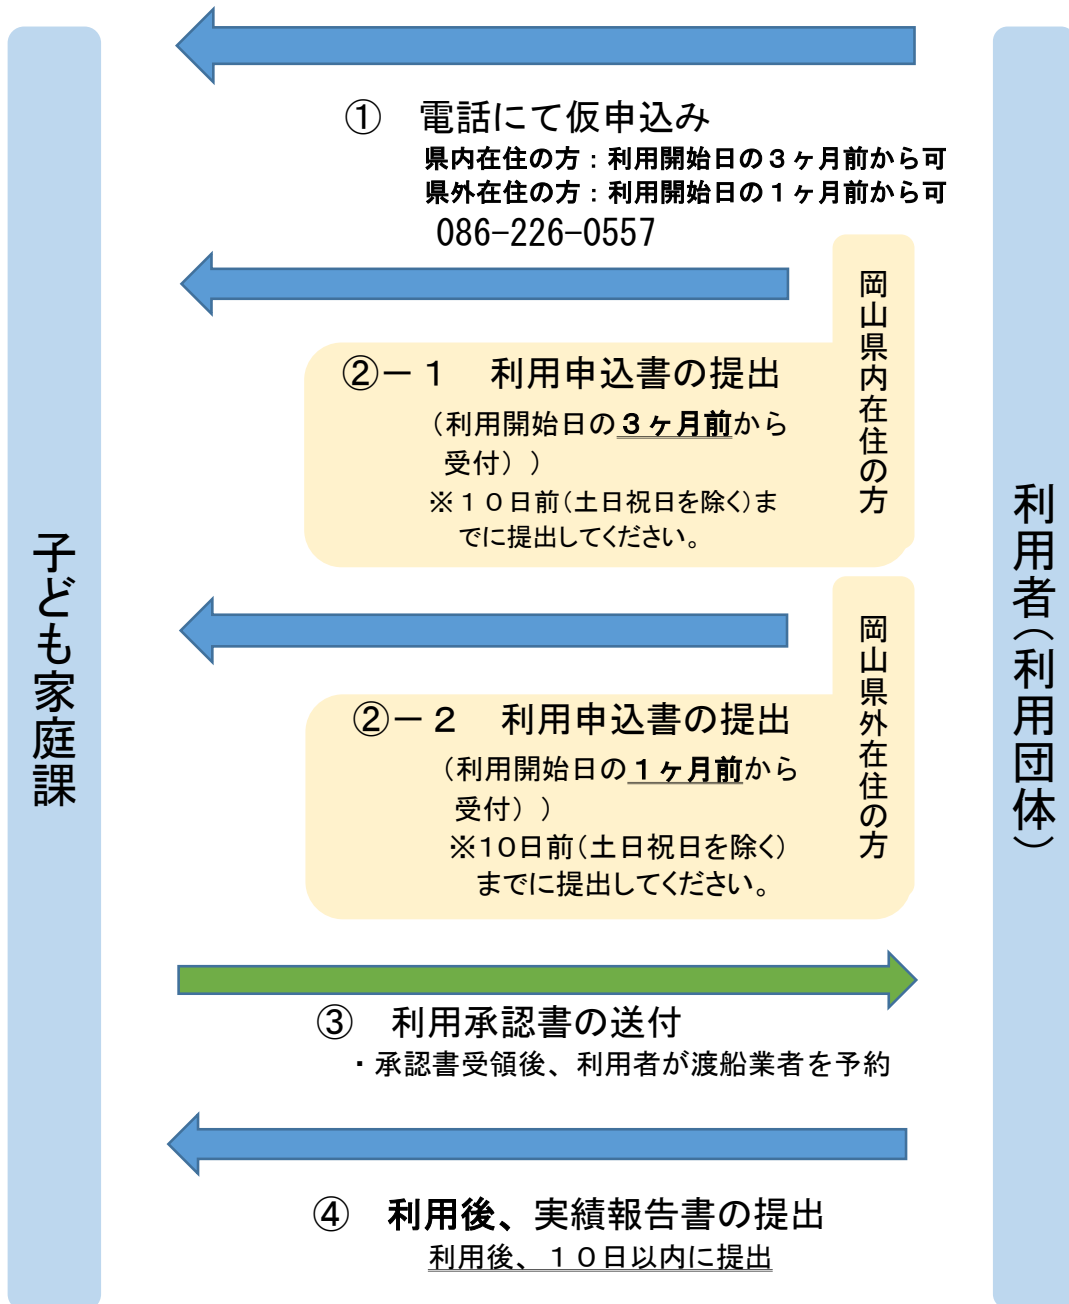 子ども家庭課
利用者（利用団体）
①　電話にて仮申込み
県内在住の方：利用開始日の３ヶ月前から可
県外在住の方：利用開始日の１ヶ月前から可
086-226-0557
岡山県内在住の方
②－１　利用申込書の提出
（利用開始日の３ヶ月前から
受付））
※１０日前（土日祝日を除く）ま
でに提出してください。
岡山県外在住の方
②－２　利用申込書の提出
（利用開始日の１ヶ月前から
受付））
※10日前（土日祝日を除く）
までに提出してください。
③　利用承認書の送付
・承認書受領後、利用者が渡船業者を予約
④　利用後、実績報告書の提出
利用後、１０日以内に提出